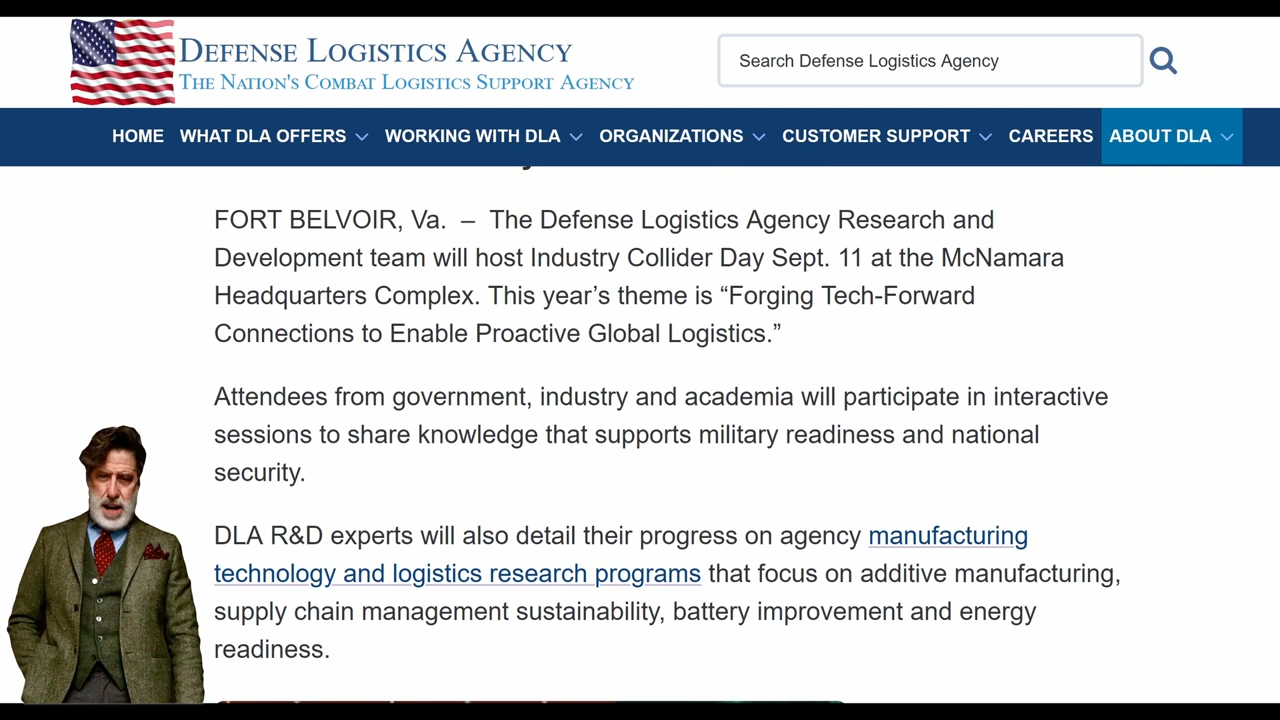 DEFENSE LOGISTICS AGENCY
THE NATION'S COMBAT LOGISTICS SUPPORT AGENCY
Search Defense Logistics Agency
HOME WHAT DLA OFFERS WORKING WITH DLA ORGANIZATIONS CUSTOMER SUPPORT CAREERS ABOUT DLA
FORT BELVOIR, Va. – The Defense Logistics Agency Research and
Development team will host Industry Collider Day Sept. 11 at the McNamara
Headquarters Complex. This year’s theme is “Forging Tech-Forward
Connections to Enable Proactive Global Logistics.”
Attendees from government, industry and academia will participate in interactive
sessions to share knowledge that supports military readiness and national
security.
DLA R&D experts will also detail their progress on agency manufacturing
technology and logistics research programs that focus on additive manufacturing,
supply chain management sustainability, battery improvement and energy
readiness.